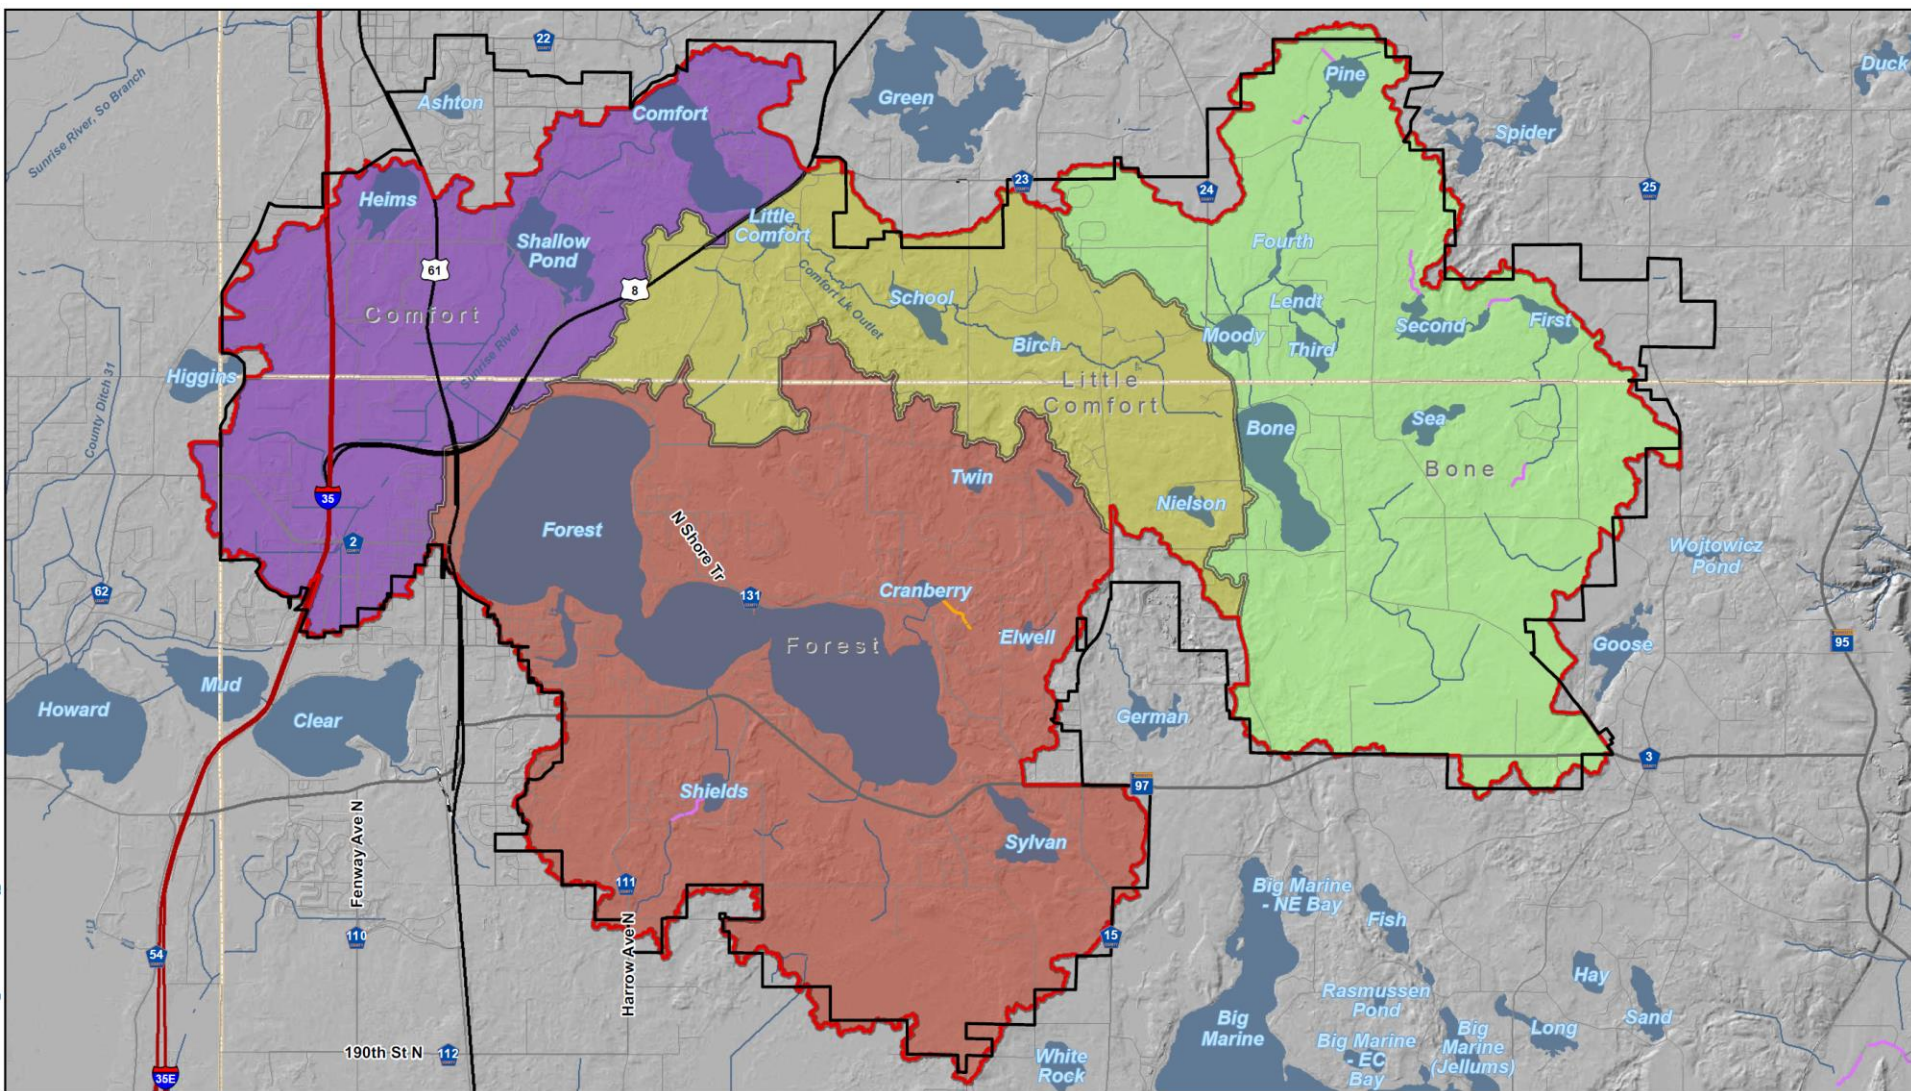 22
Duck
Pine
Ashton
Green
Comfort
Spider
Sunrise River, So Branch
23
24
25
Heims
Little
Comfort
Shallow
Pond
Fourth
61
8
Comfort Lk Outlet
School
Lendt
Comfort
Second
First
Moody
Birch
Third
Sunrise River
Higgins
County Ditch 31
Little
Comfort
Sea
Bone
Bone
Twin
35
Nielson
N Shore Tr
Forest
2
Wojtowicz
Pond
62
131
Cranberry
Elwell
Forest
Goose
95
Mud
Howard
Clear
German
3
97
Shields
Sylvan
Fenway Ave N
111
Big Marine
- NE Bay
Fish
Harrow Ave N
110
15
54
Hay
Rasmussen
Pond
Sand
Big
Marine
Long
Big
Marine
(Jellums)
Big Marine
- EC
Bay
190th St N
112
White
Rock
35E